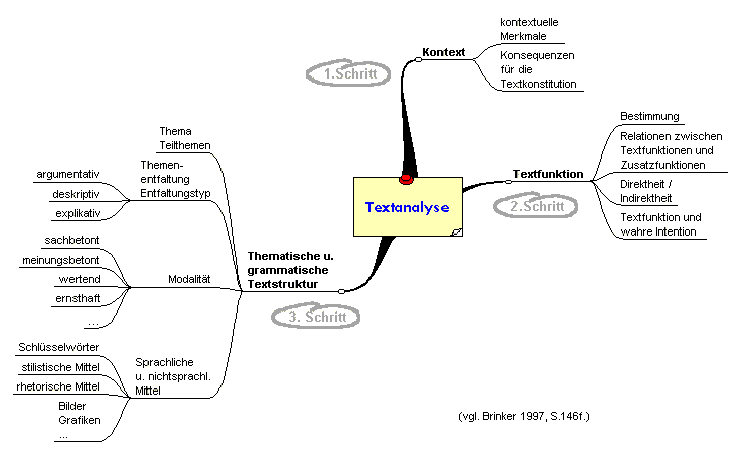 kontextuelle
Merkmale
Kontext
Konsequenzen
für die
Textkonstitution
1.Schritt
Bestimmung
Relationen zwischen
Textfunktionen und
Zusatzfunktionen
Textfunktion
Direktheit /
Indirektheit
2.Schritt
Textfunktion und
wahre Intention
Textanalyse
Thema
Teilthemen
Themen-
entfaltung
Entfaltungstyp
argumentativ
deskriptiv
explikativ
Thematische u.
grammatische
Textstruktur
3. Schritt
sachbetont
meinungsbetont
Modalität
wertend
ernsthaft
...
Schlüsselwörter
stilistische Mittel
rhetorische Mittel
Sprachliche
u. nichtsprachl.
Mittel
Bilder
Grafiken
...
(vgl. Brinker 1997, S.146f.)